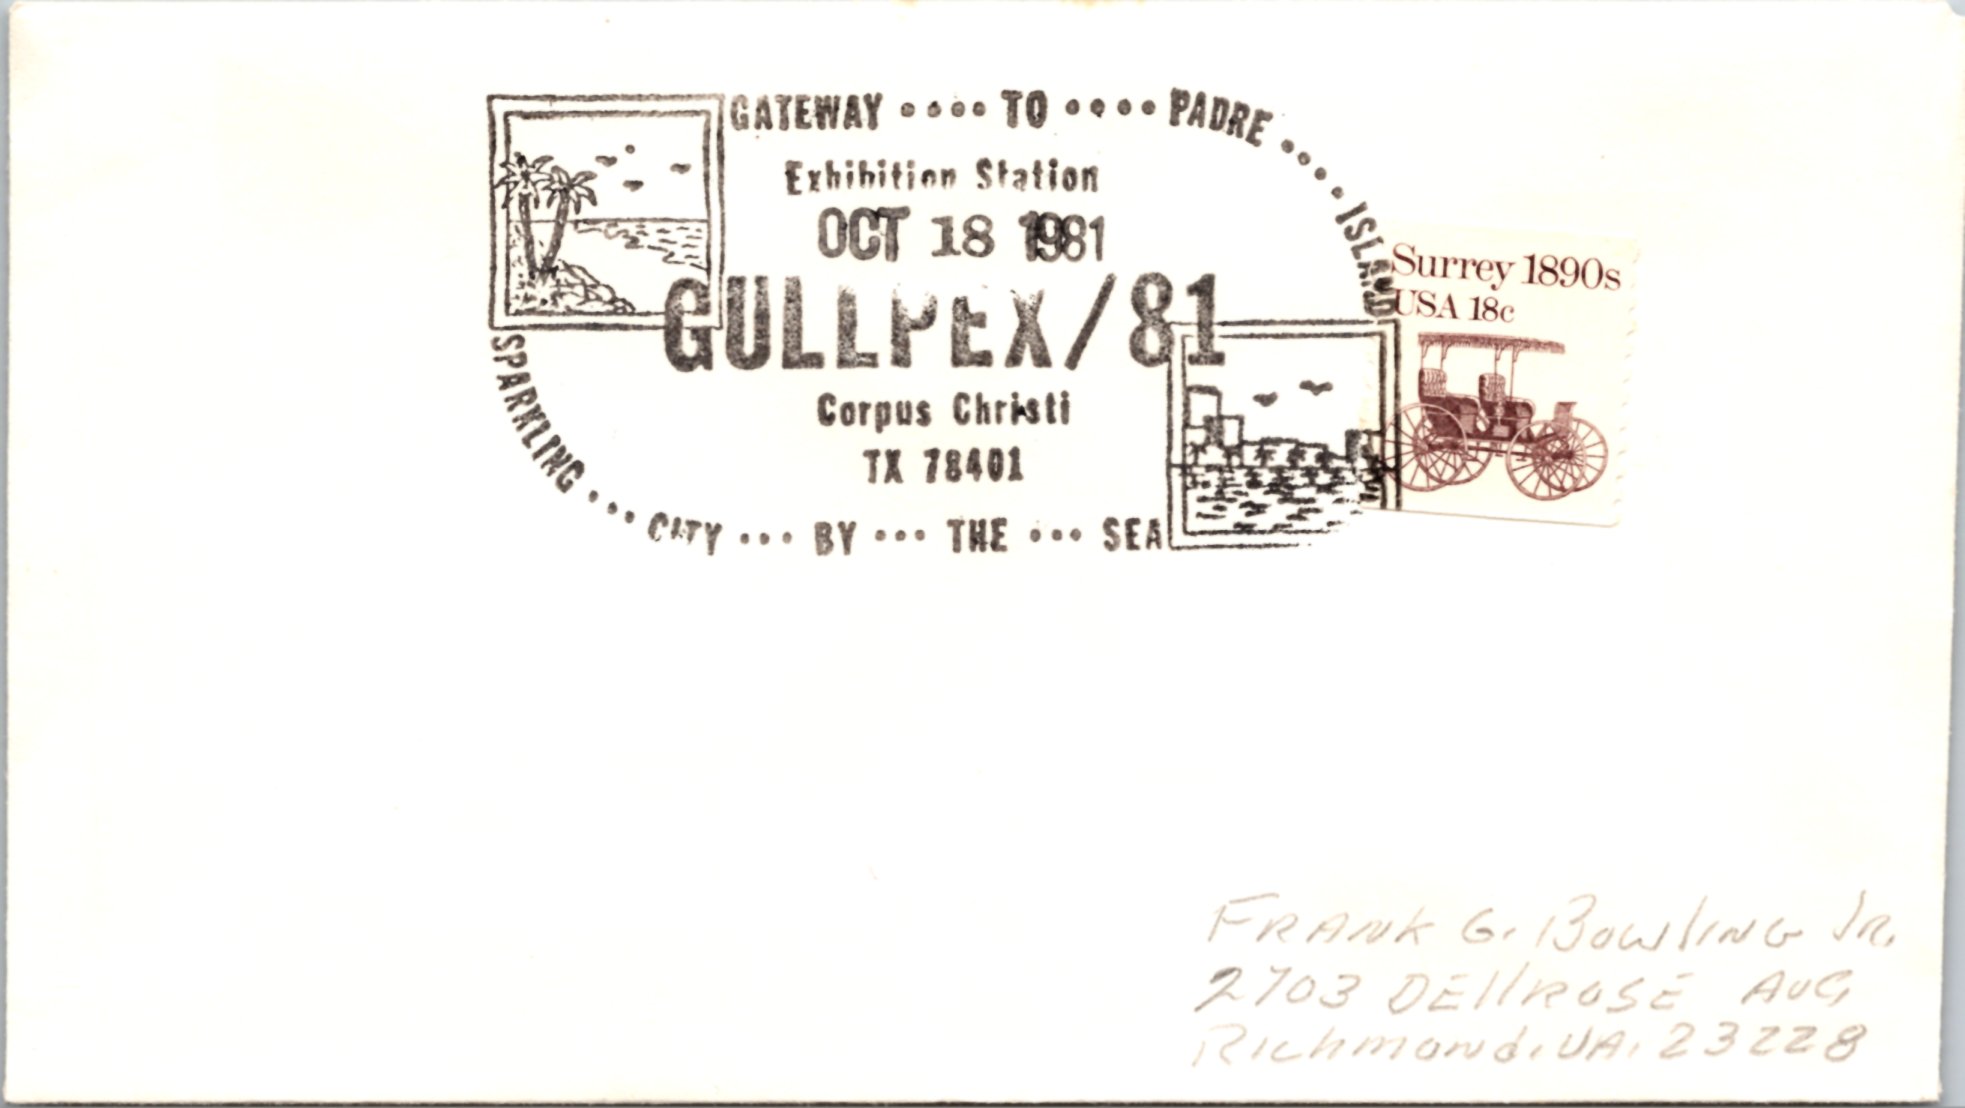 GATEWAY •••• TO •••• PADRE •••• ISLAND
Exhibition Station
OCT 18 1981
GULLPEX/81
Corpus Christi
TX 78401
SPARKLING ••• CITY ••• BY ••• THE ••• SEA
Surrey 1890s
USA 18c
FRANK G. BOWlING JR.
2703 DEllROSE AVE,
Richmond, VA. 23228